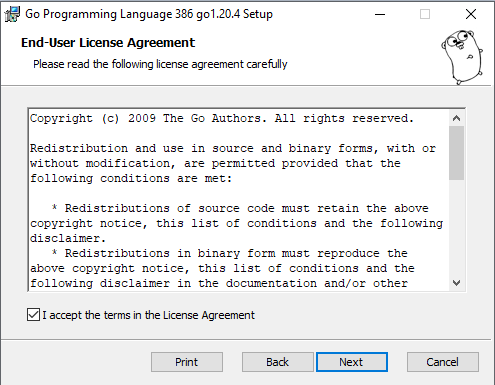 Go Programming Language 386 go1.20.4 Setup
End-User License Agreement
Please read the following license agreement carefully
Copyright (c) 2009 The Go Authors. All rights reserved.
Redistribution and use in source and binary forms, with or
without modification, are permitted provided that the
following conditions are met:
* Redistributions of source code must retain the above
copyright notice, this list of conditions and the following
disclaimer.
* Redistributions in binary form must reproduce the
above copyright notice, this list of conditions and the
following disclaimer in the documentation and/or other
I accept the terms in the License Agreement
Print
Back
Next
Cancel